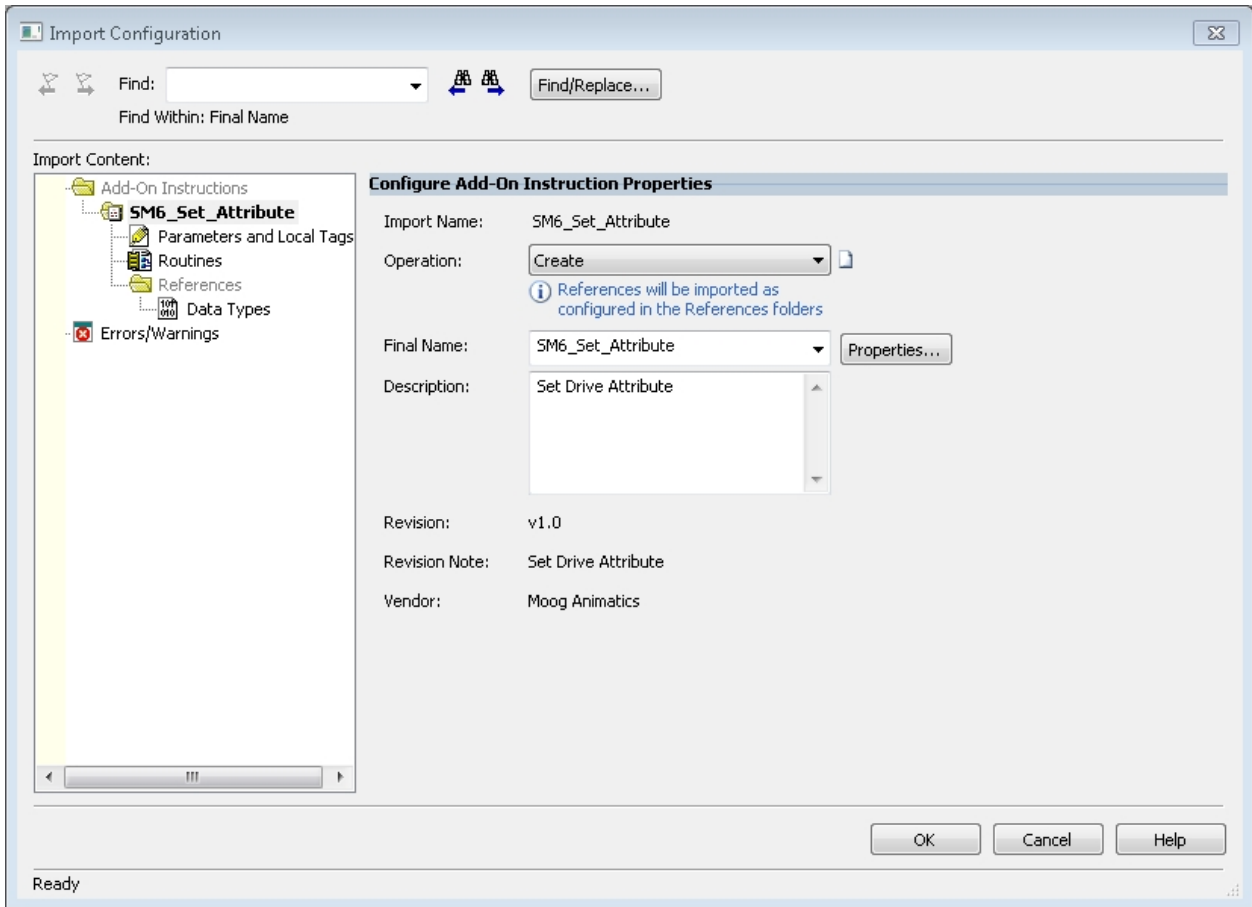 Import Configuration
Find:
Find/Replace...
Find Within: Final Name
Import Content:
Add-On Instructions
SM6_Set_Attribute
Parameters and Local Tags
Routines
References
Data Types
Errors/Warnings
Configure Add-On Instruction Properties
Import Name: SM6_Set_Attribute
Operation: Create
References will be imported as
configured in the References folders
Final Name: SM6_Set_Attribute Properties...
Description: Set Drive Attribute
Revision: v1.0
Revision Note: Set Drive Attribute
Vendor: Moog Animatics
OK Cancel Help
Ready